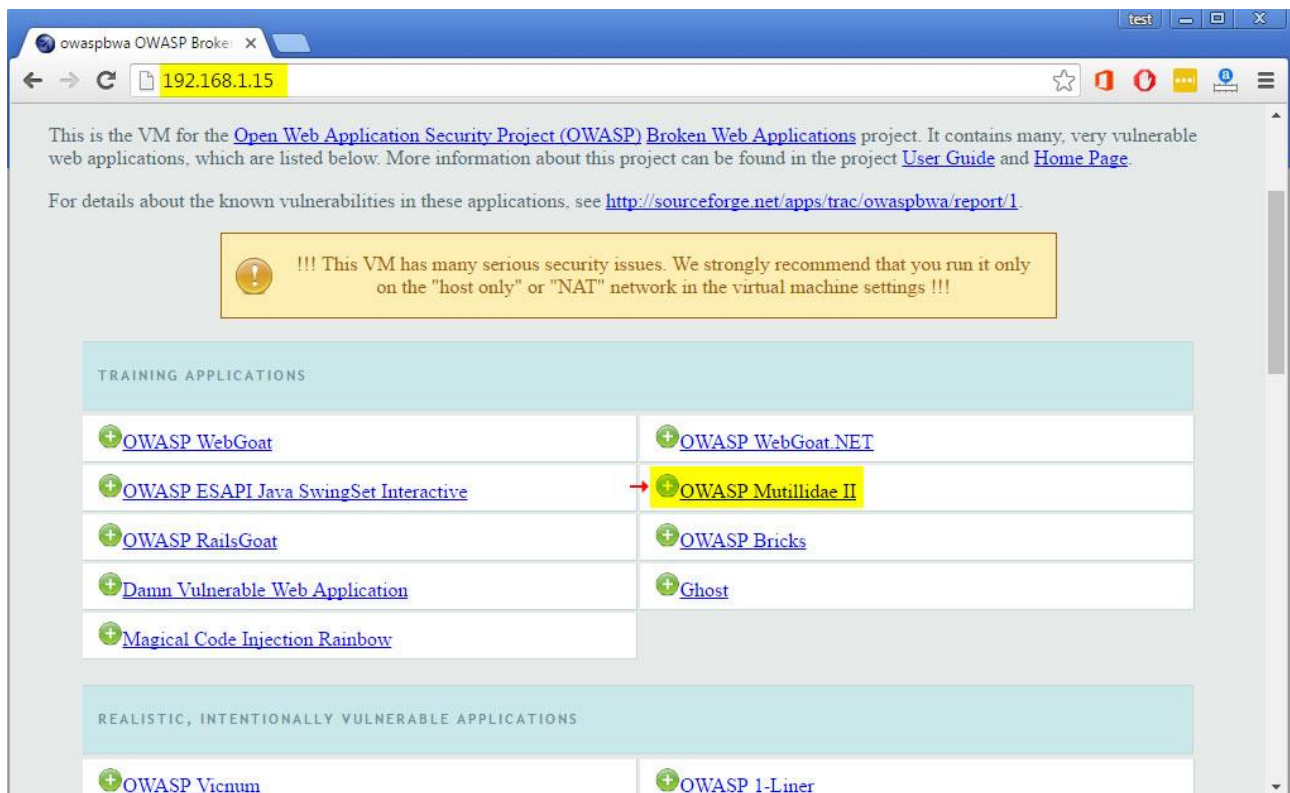 test
owaspbwa OWASP Broke
192.168.1.15
This is the VM for the Open Web Application Security Project (OWASP) Broken Web Applications project. It contains many, very vulnerable
web applications, which are listed below. More information about this project can be found in the project User Guide and Home Page.
For details about the known vulnerabilities in these applications, see http://sourceforge.net/apps/trac/owaspbwa/report/1.
!!! This VM has many serious security issues. We strongly recommend that you run it only
on the "host only" or "NAT" network in the virtual machine settings !!!
TRAINING APPLICATIONS
OWASP WebGoat
OWASP WebGoat.NET
OWASP ESAPI Java SwingSet Interactive
OWASP Mutillidae II
OWASP RailsGoat
OWASP Bricks
Damn Vulnerable Web Application
Ghost
Magical Code Injection Rainbow
REALISTIC, INTENTIONALLY VULNERABLE APPLICATIONS
OWASP Vicnum
OWASP 1-Liner